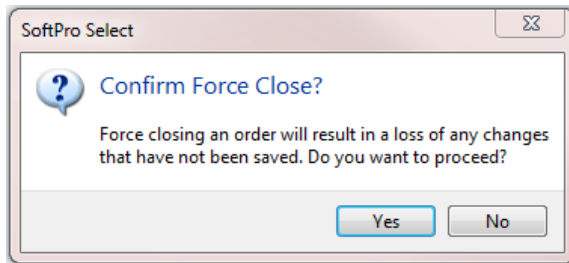 SoftPro Select
Confirm Force Close?
Force closing an order will result in a loss of any changes
that have not been saved. Do you want to proceed?
Yes
No